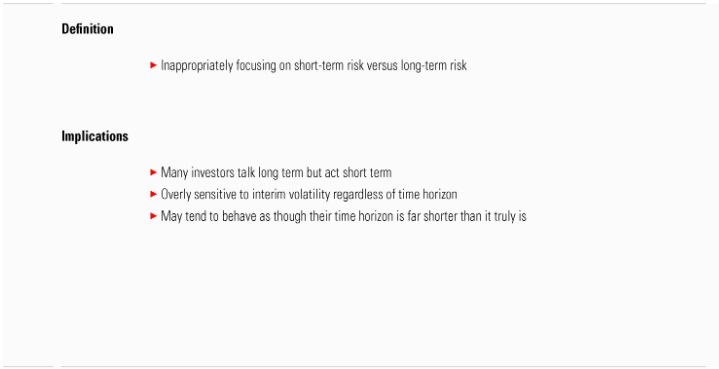 Definition
► Inappropriately focusing on short-term risk versus long-term risk
Implications
► Many investors talk long term but act short term
► Overly sensitive to interim volatility regardless of time horizon
► May tend to behave as though their time horizon is far shorter than it truly is